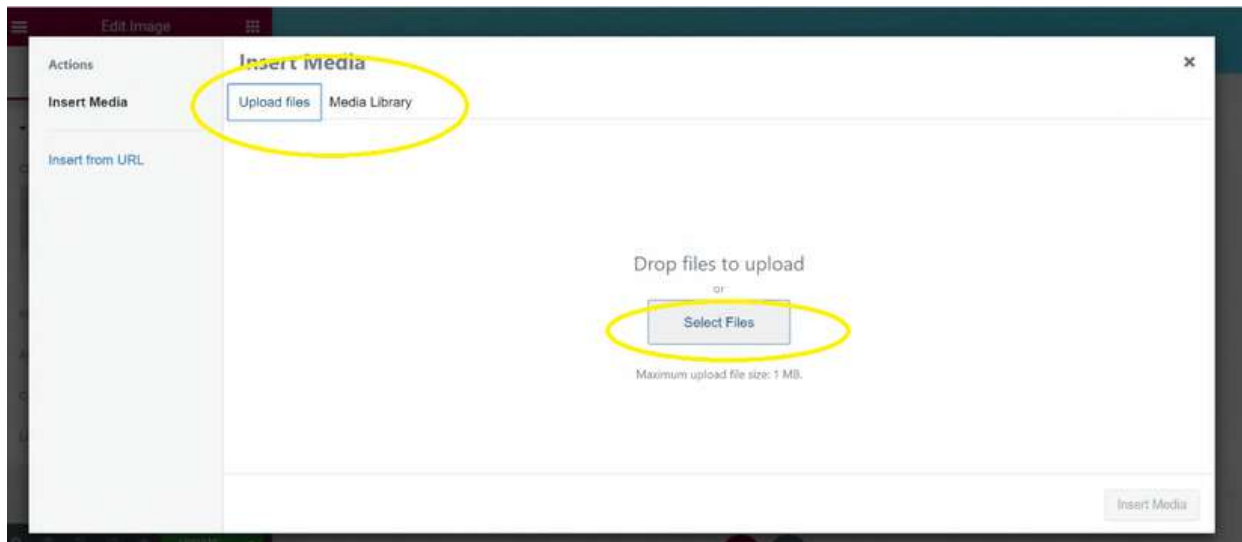 Edit Image
Actions
Insert Media
Insert from URL
Insert Media
Upload files
Media Library
Drop files to upload
or
Select Files
Maximum upload file size: 1 MB.
Insert Media